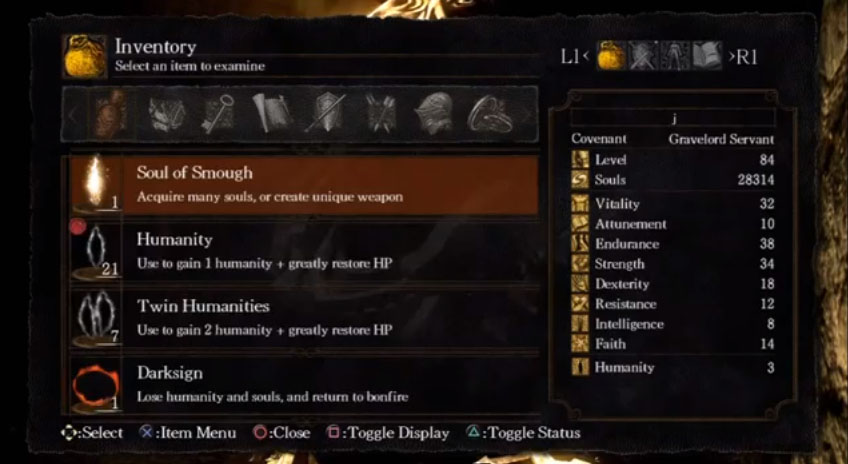 Inventory
Select an item to examine
L1< >R1
Soul of Smough
Acquire many souls, or create unique weapon
1
Humanity
Use to gain 1 humanity + greatly restore HP
21
Twin Humanities
Use to gain 2 humanity + greatly restore HP
7
Darksign
Lose humanity and souls, and return to bonfire
1
j
Covenant Gravelord Servant
Level 84
Souls 28314
Vitality 32
Attunement 10
Endurance 38
Strength 34
Dexterity 18
Resistance 12
Intelligence 8
Faith 14
Humanity 3
:Select :Item Menu :Close :Toggle Display :Toggle Status